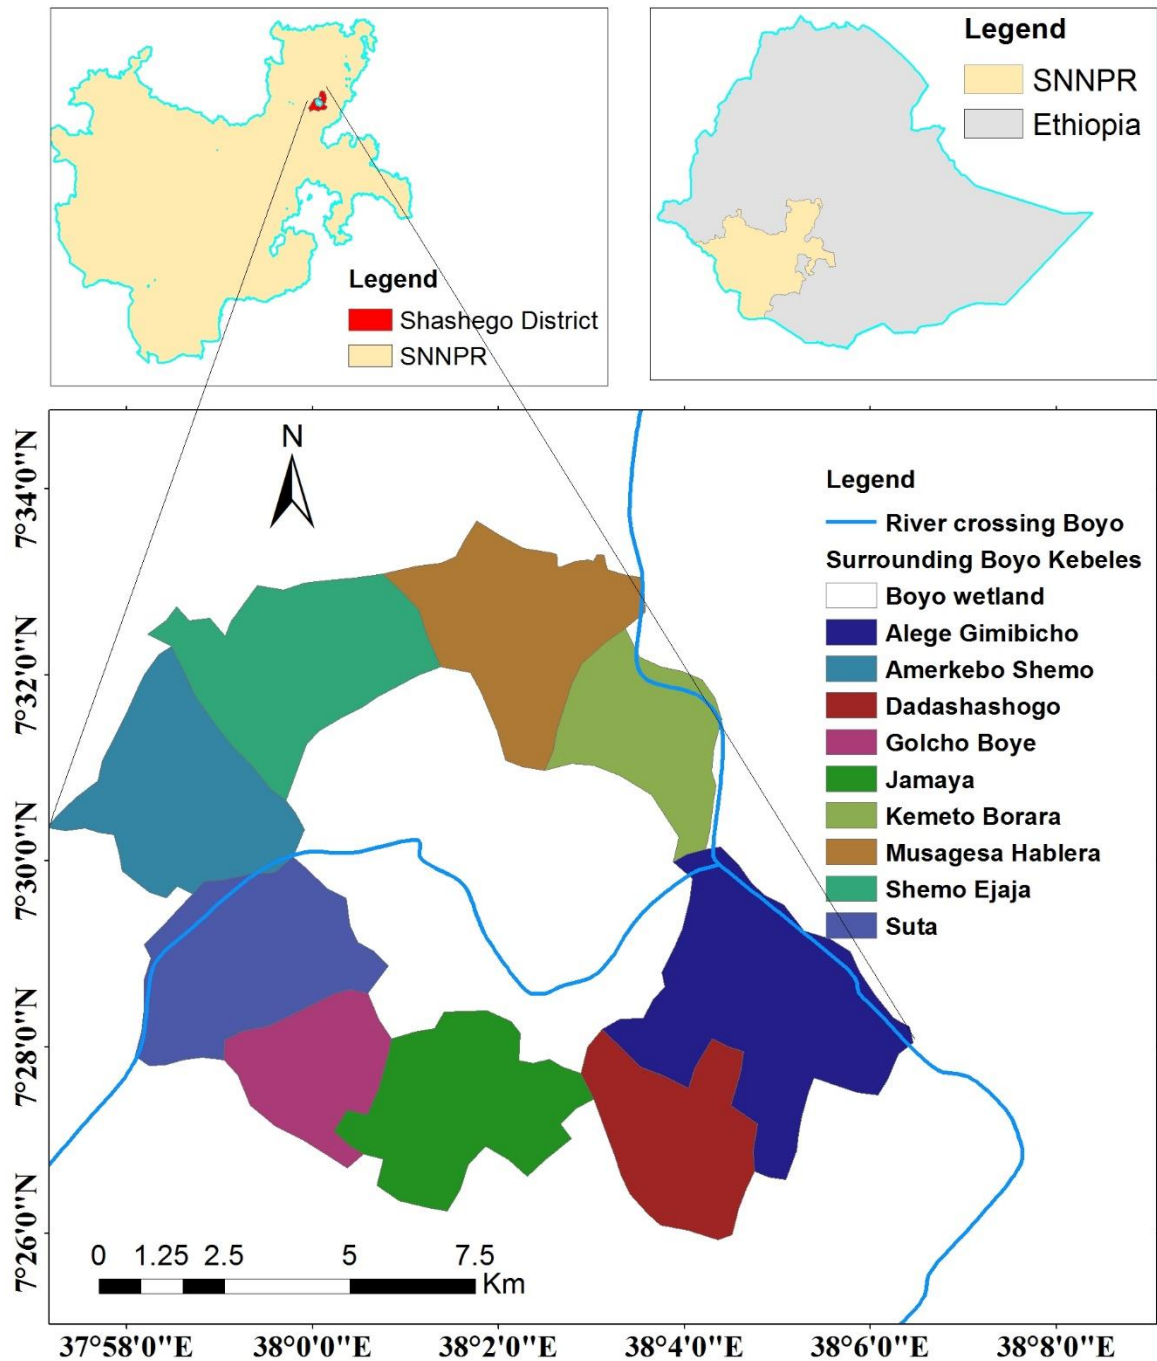 Legend
Shashego District
SNNPR
Legend
SNNPR
Ethiopia
N
Legend
River crossing Boyo
Surrounding Boyo Kebeles
Boyo wetland
Alege Gimibicho
Amerkebo Shemo
Dadashashogo
Golcho Boye
Jamaya
Kemeto Borara
Musagesa Hablera
Shemo Ejaja
Suta
7°34'0"N
7°32'0"N
7°30'0"N
7°28'0"N
7°26'0"N
0 1.25 2.5 5 7.5
Km
37°58'0"E 38°0'0"E 38°2'0"E 38°4'0"E 38°6'0"E 38°8'0"E